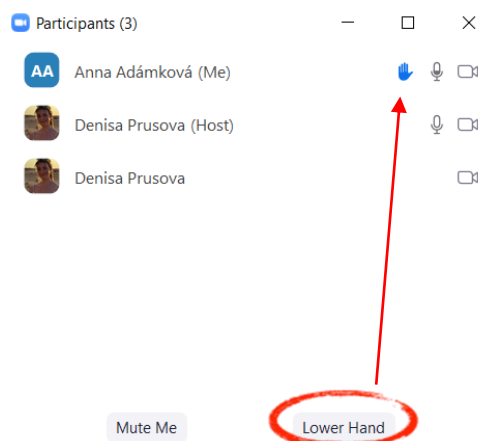 Participants (3)
AA Anna Adámková (Me)
Denisa Prusova (Host)
Denisa Prusova
Mute Me Lower Hand